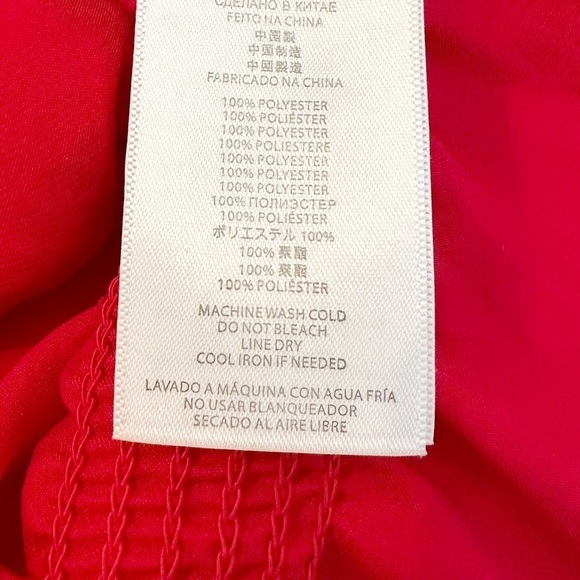 СДЕЛАНО В КИТАЕ
FEITO NA CHINA
中国製
中国制造
中國製造
FABRICADO NA CHINA
100% POLYESTER
100% POLIÉSTER
100% POLYESTER
100% POLIESTERE
100% POLYESTER
100% POLYESTER
100% POLYESTER
100% ПОЛИЭСТЕР
100% POLIÉSTER
ポリエステル 100%
100% 聚酯
100% 聚酯
100% POLIÉSTER
MACHINE WASH COLD
DO NOT BLEACH
LINE DRY
COOL IRON IF NEEDED
LAVADO A MÁQUINA CON AGUA FRÍA
NO USAR BLANQUEADOR
SECADO AL AIRE LIBRE